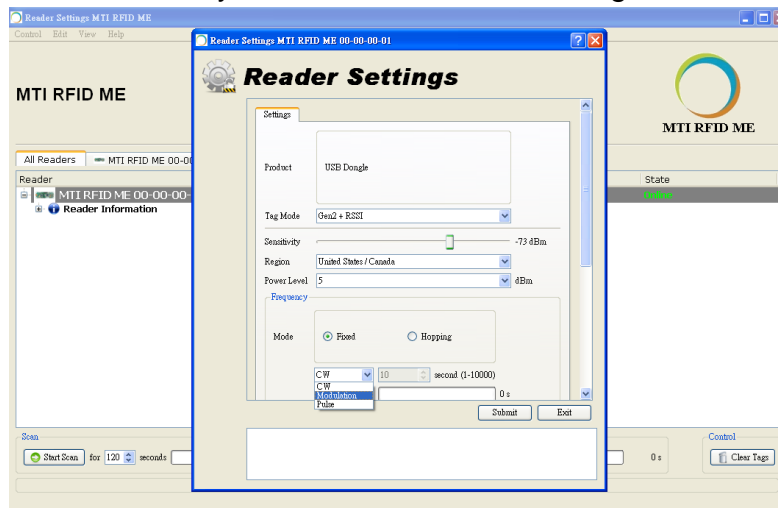 Reader Settings MTI RFID ME
Control Edit View Help
MTI RFID ME
MTI RFID ME
All Readers MTI RFID ME 00-00
Reader
State
MTI RFID ME 00-00-00-
Online
Reader Information
Reader Settings MTI RFID ME 00-00-00-01
Reader Settings
Settings
Product USB Dongle
Tag Mode Gen2 + RSSI
Sensitivity -73 dBm
Region United States / Canada
Power Level 5 dBm
Frequency
Mode Fixed Hopping
CW 10 second (1-10000)
CW
Modulation 0 s
Pulse
Submit Exit
Scan
Start Scan for 120 seconds
0 s
Control
Clear Tags